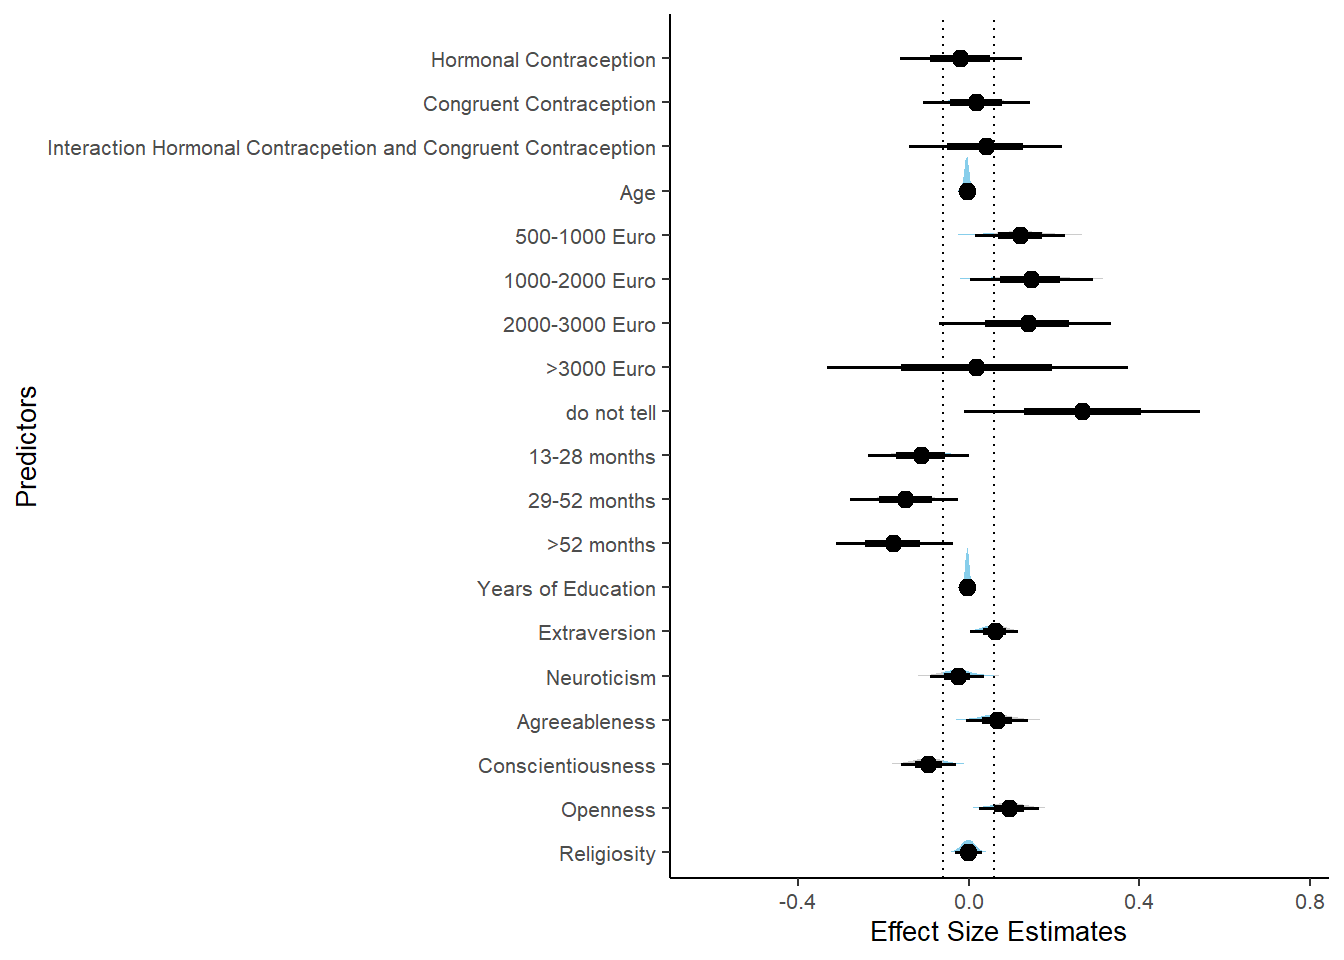 Hormonal Contraception
Congruent Contraception
Interaction Hormonal Contracpetion and Congruent Contraception
Age
500-1000 Euro
1000-2000 Euro
2000-3000 Euro
>3000 Euro
do not tell
13-28 months
29-52 months
>52 months
Years of Education
Extraversion
Neuroticism
Agreeableness
Conscientiousness
Openness
Religiosity
Predictors
-0.4 0.0 0.4 0.8
Effect Size Estimates